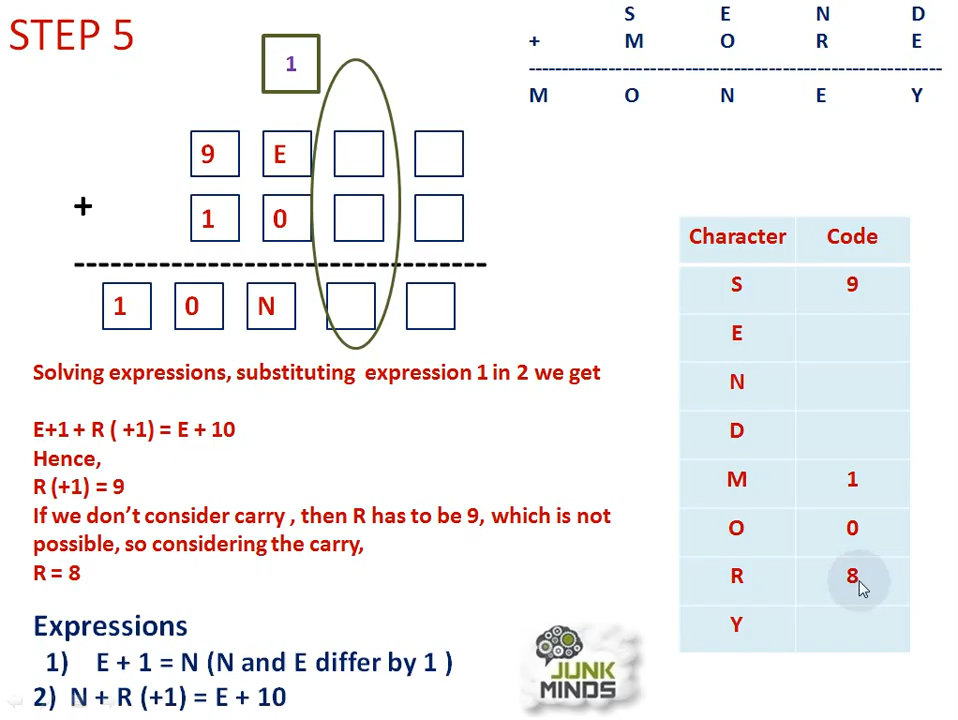 STEP 5
S E N D
+ M O R E
-----------------------------------------------
M O N E Y
1
9 E
+ 1 0
-----------------------------
1 0 N
Character Code
S 9
E
N
D
M 1
O 0
R 8
Y
Solving expressions, substituting expression 1 in 2 we get
E+1 + R ( +1) = E + 10
Hence,
R (+1) = 9
If we don't consider carry , then R has to be 9, which is not
possible, so considering the carry,
R = 8
Expressions
1) E + 1 = N (N and E differ by 1 )
2) N + R (+1) = E + 10
JUNK
MINDS